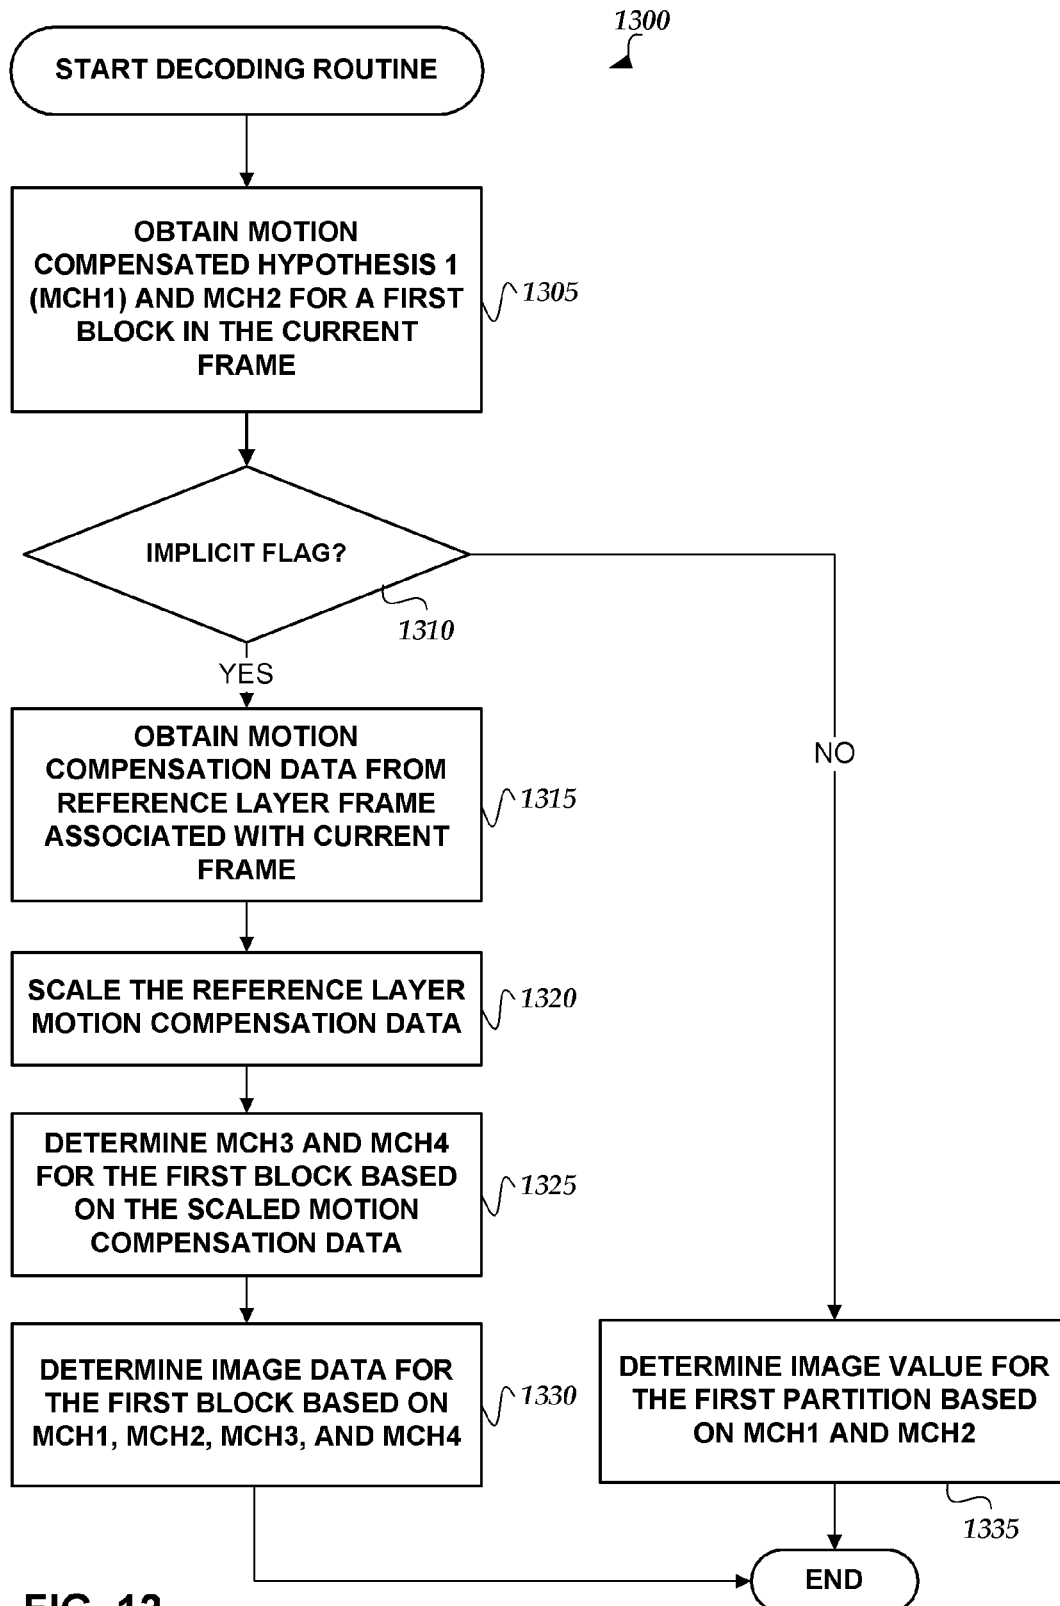 1300
START DECODING ROUTINE
OBTAIN MOTION
COMPENSATED HYPOTHESIS 1
(MCH1) AND MCH2 FOR A FIRST
BLOCK IN THE CURRENT
FRAME
1305
IMPLICIT FLAG?
1310
YES
NO
OBTAIN MOTION
COMPENSATION DATA FROM
REFERENCE LAYER FRAME
ASSOCIATED WITH CURRENT
FRAME
1315
SCALE THE REFERENCE LAYER
MOTION COMPENSATION DATA
1320
DETERMINE MCH3 AND MCH4
FOR THE FIRST BLOCK BASED
ON THE SCALED MOTION
COMPENSATION DATA
1325
DETERMINE IMAGE DATA FOR
THE FIRST BLOCK BASED ON
MCH1, MCH2, MCH3, AND MCH4
1330
DETERMINE IMAGE VALUE FOR
THE FIRST PARTITION BASED
ON MCH1 AND MCH2
1335
END
FIG.